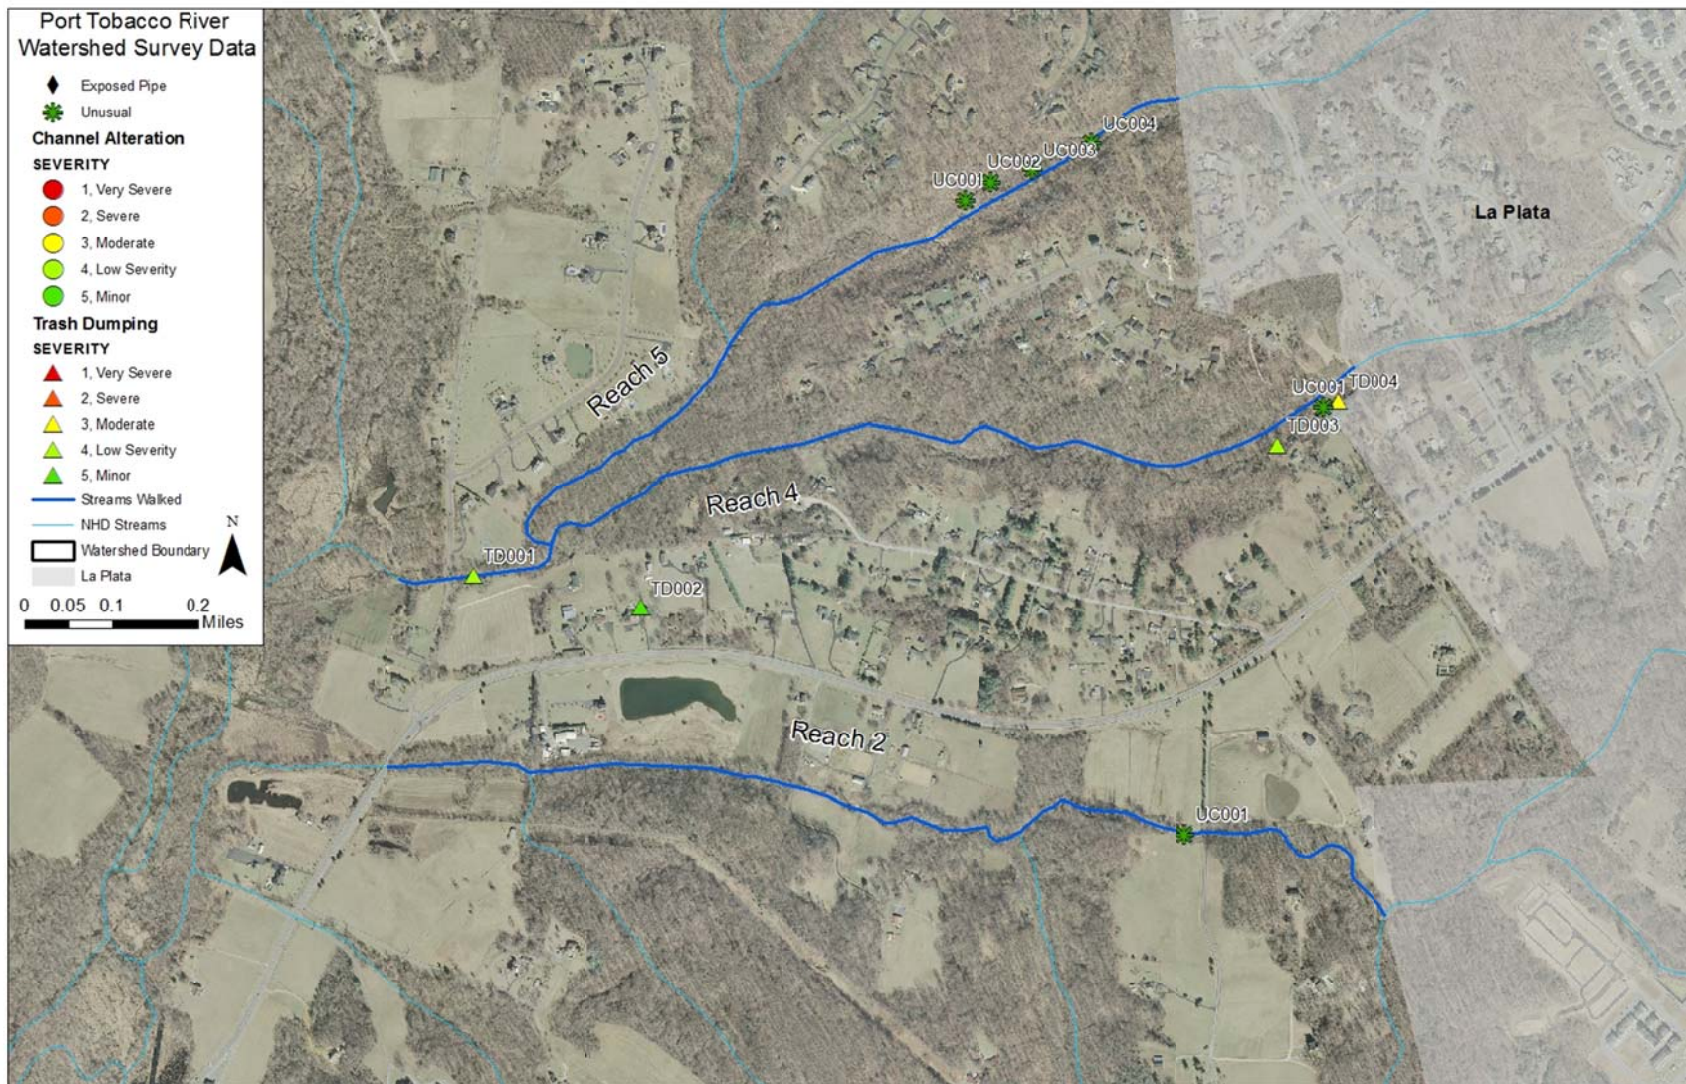 Port Tobacco River
Watershed Survey Data
Exposed Pipe
Unusual
Channel Alteration
SEVERITY
1, Very Severe
2, Severe
3, Moderate
4, Low Severity
5, Minor
Trash Dumping
SEVERITY
1, Very Severe
2, Severe
3, Moderate
4, Low Severity
5, Minor
Streams Walked
NHD Streams
N
Watershed Boundary
La Plata
0 0.05 0.1 0.2
Miles
UC004
UC003
UC002
UC001
La Plata
Reach 5
UC001
TD004
TD003
Reach 4
TD001
TD002
Reach 2
UC001